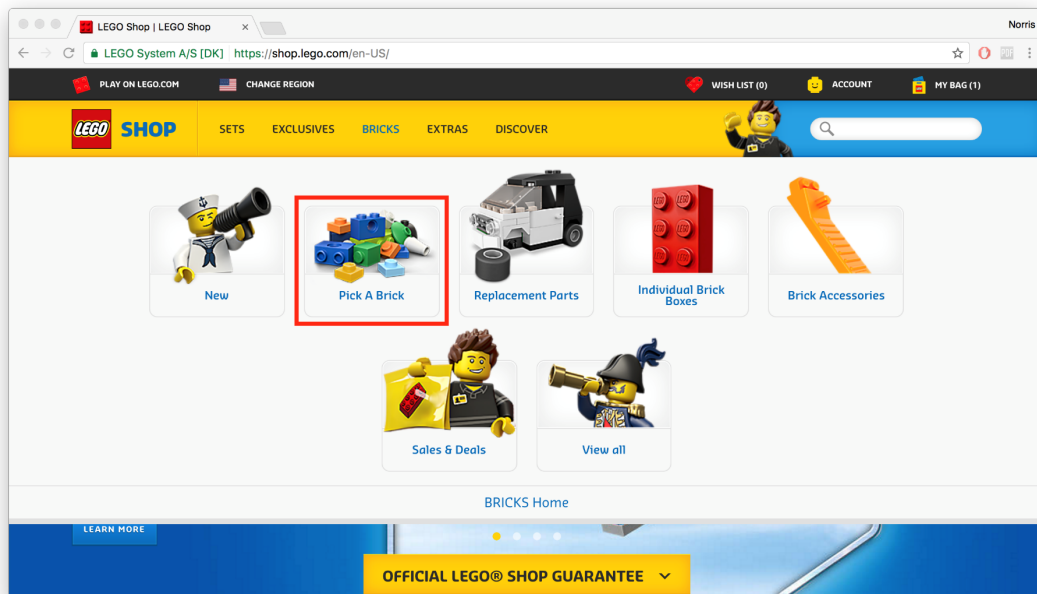 LEGO Shop | LEGO Shop
Norris
LEGO System A/S [DK] https://shop.lego.com/en-US/
PDF
PLAY ON LEGO.COM
CHANGE REGION
WISH LIST (0)
ACCOUNT
MY BAG (1)
LEGO SHOP
SETS
EXCLUSIVES
BRICKS
EXTRAS
DISCOVER
New
Pick A Brick
Replacement Parts
Individual Brick
Boxes
Brick Accessories
Sales & Deals
View all
BRICKS Home
LEARN MORE
OFFICIAL LEGO® SHOP GUARANTEE